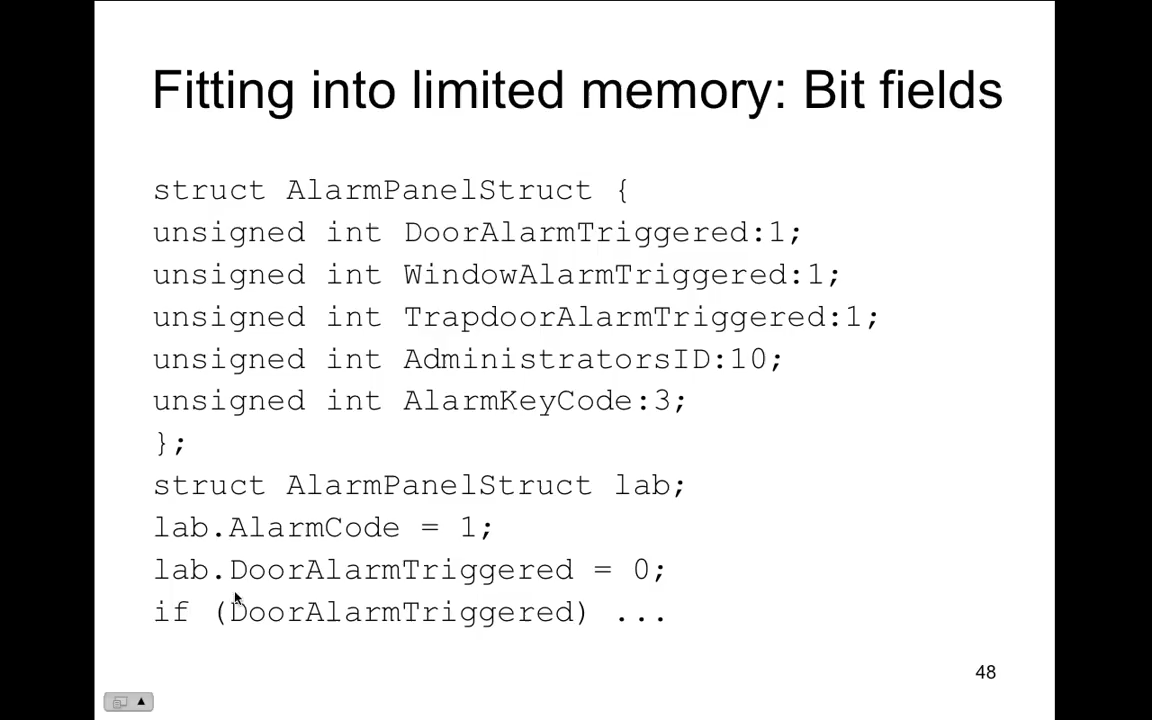 Fitting into limited memory: Bit fields
struct AlarmPanelStruct {
unsigned int DoorAlarmTriggered:1;
unsigned int WindowAlarmTriggered:1;
unsigned int TrapdoorAlarmTriggered:1;
unsigned int AdministratorsID:10;
unsigned int AlarmKeyCode:3;
};
struct AlarmPanelStruct lab;
lab.AlarmCode = 1;
lab.DoorAlarmTriggered = 0;
if (DoorAlarmTriggered) ...
48